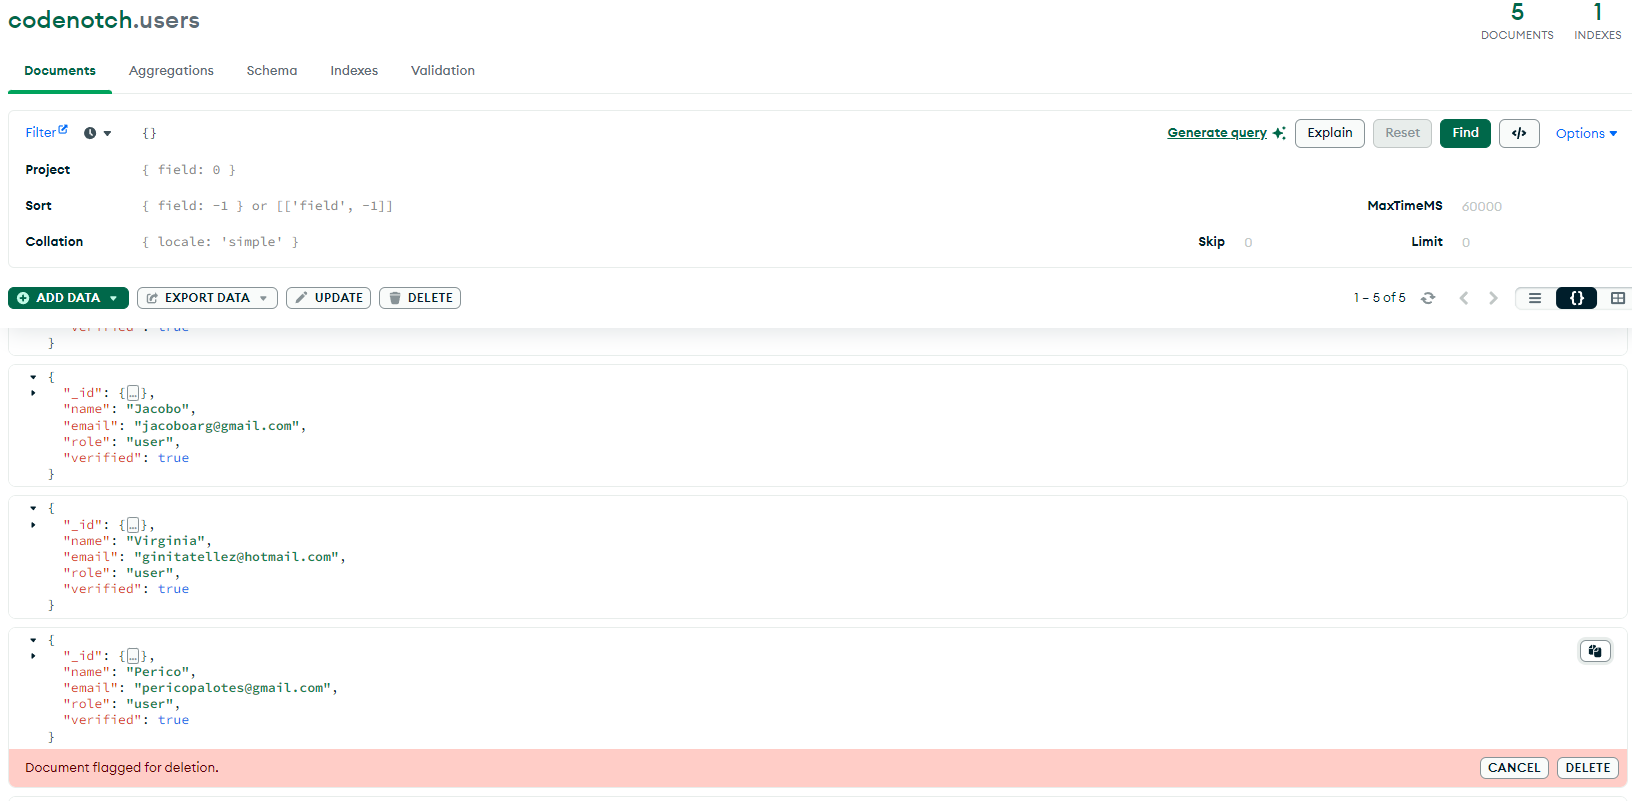 codenotch.users
5
DOCUMENTS
1
INDEXES
Documents Aggregations Schema Indexes Validation
Filter {} Generate query Explain Reset Find </> Options
Project { field: 0 }
Sort { field: -1 } or [['field', -1]] MaxTimeMS 60000
Collation { locale: 'simple' } Skip 0 Limit 0
ADD DATA EXPORT DATA UPDATE DELETE 1 – 5 of 5 {}
"verified": true
}
{
"_id": {…},
"name": "Jacobo",
"email": "jacoboarg@gmail.com",
"role": "user",
"verified": true
}
{
"_id": {…},
"name": "Virginia",
"email": "ginitatellez@hotmail.com",
"role": "user",
"verified": true
}
{
"_id": {…},
"name": "Perico",
"email": "pericopalotes@gmail.com",
"role": "user",
"verified": true
}
Document flagged for deletion. CANCEL DELETE